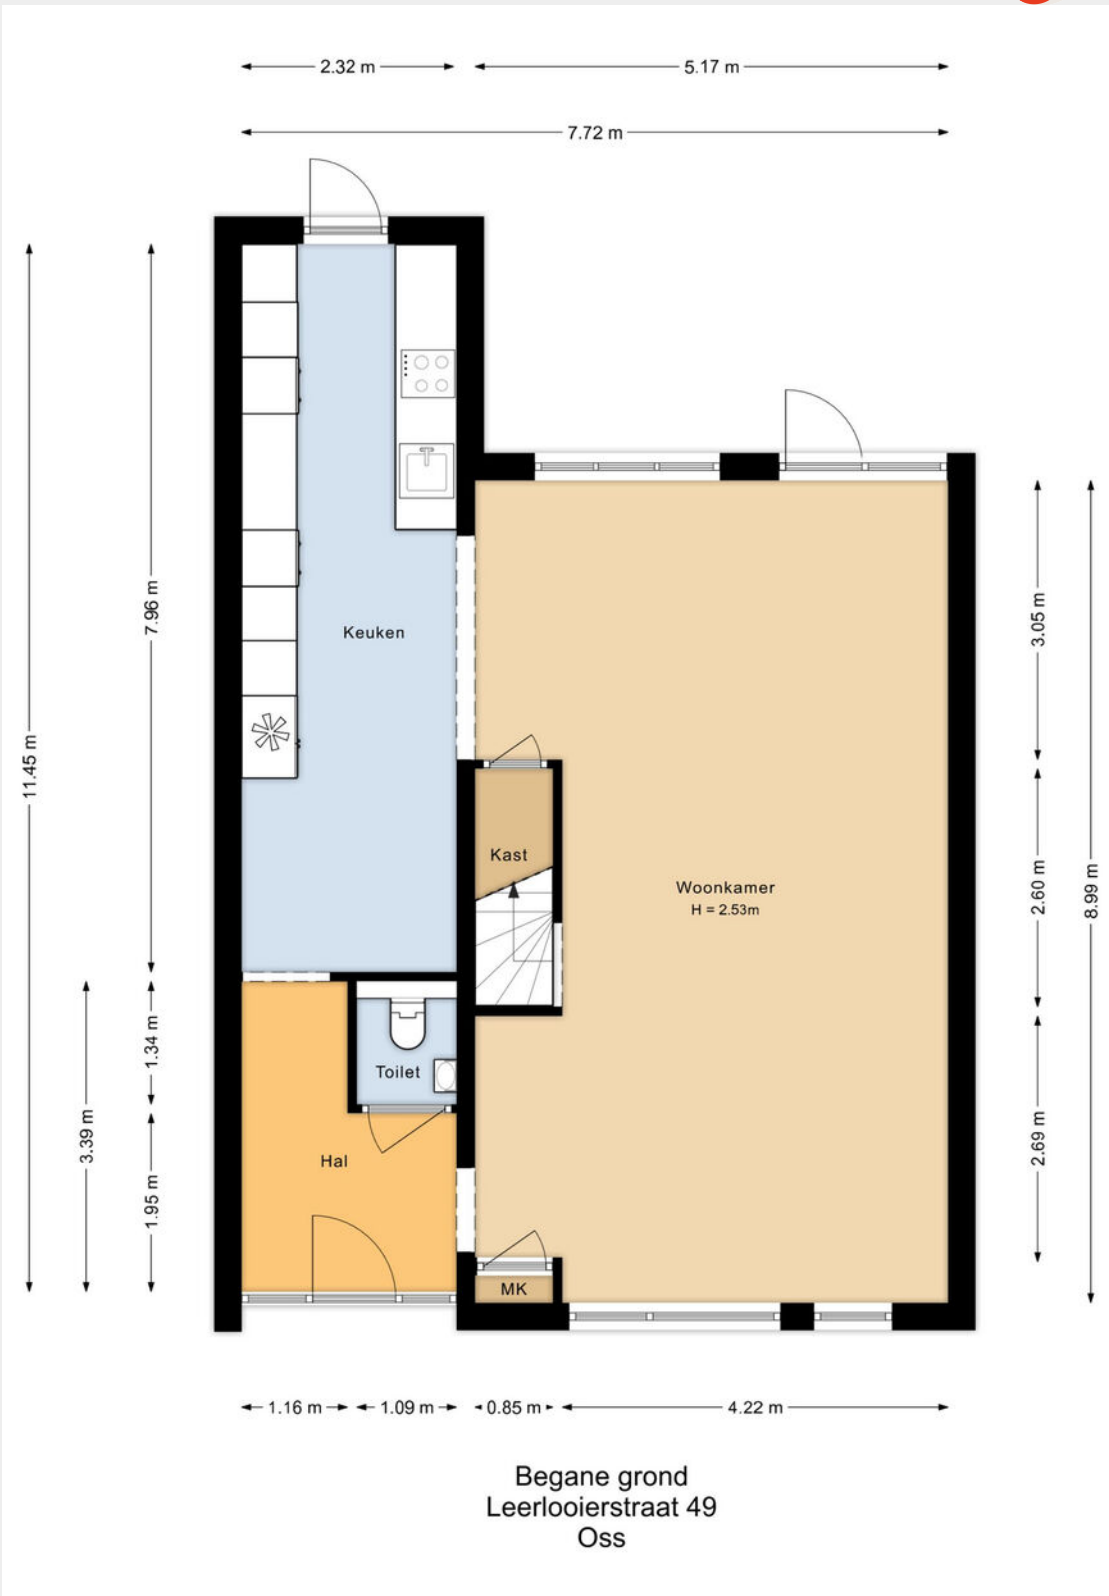 2.32 m
5.17 m
7.72 m
11.45 m
7.96 m
3.39 m
1.34 m
1.95 m
Keuken
Kast
Woonkamer
H = 2.53m
Toilet
Hal
MK
3.05 m
2.60 m
2.69 m
8.99 m
1.16 m
1.09 m
0.85 m
4.22 m
Begane grond
Leerlooierstraat 49
Oss